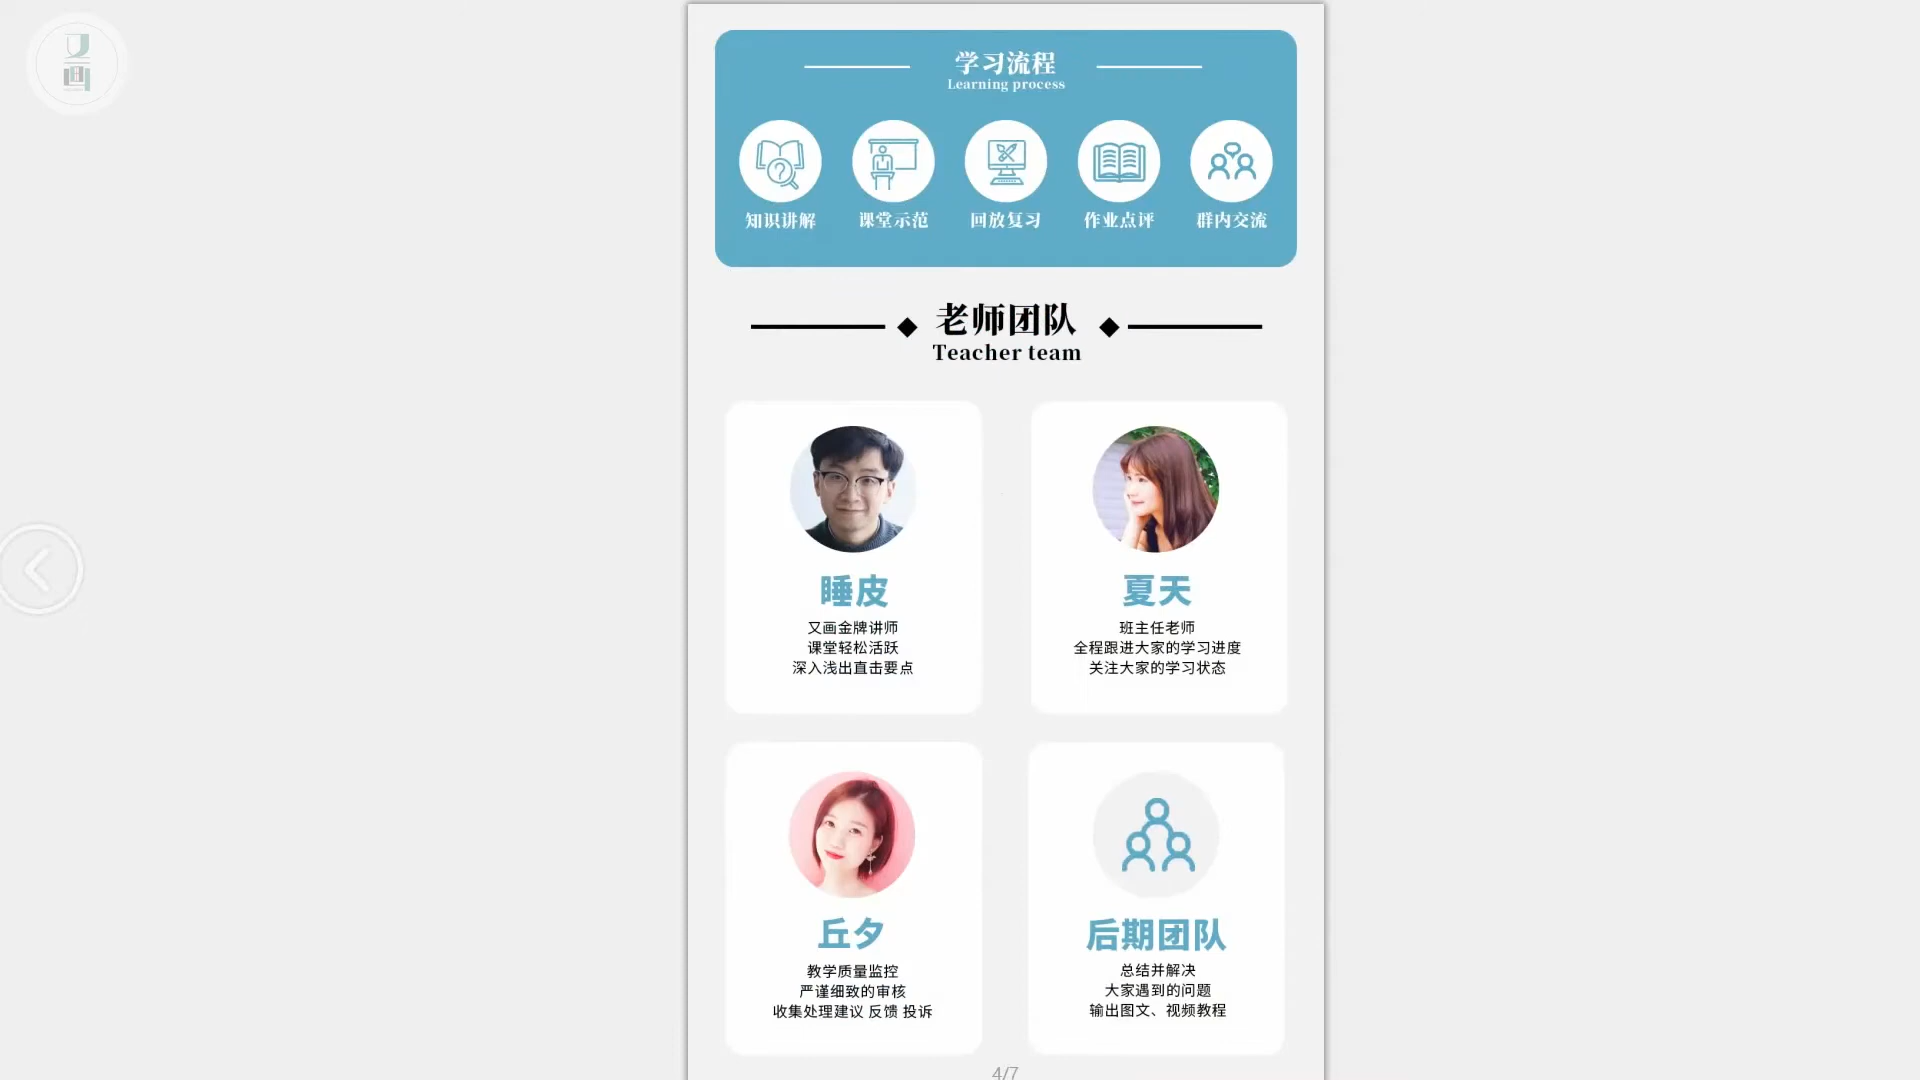 又画
学习流程
Learning process
知识讲解
课堂示范
回放复习
作业点评
群内交流
老师团队
Teacher team
睡皮
又画金牌讲师
课堂轻松活跃
深入浅出直击要点
夏天
班主任老师
全程跟进大家的学习进度
关注大家的学习状态
丘夕
教学质量监控
严谨细致的审核
收集处理建议 反馈 投诉
后期团队
总结并解决
大家遇到的问题
输出图文、视频教程
4/7